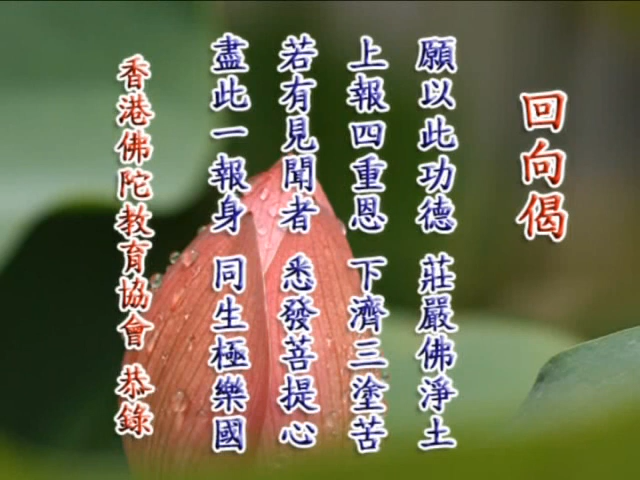 回向偈
願以此功德 莊嚴佛淨土
上報四重恩 下濟三塗苦
若有見聞者 悉發菩提心
盡此一報身 同生極樂國
香港佛陀教育協會 恭錄